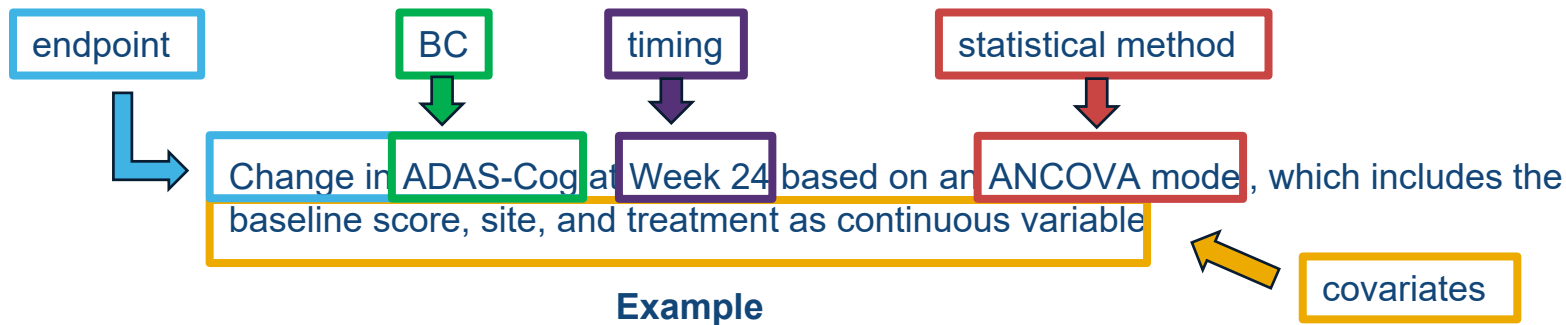 endpoint
BC
timing
statistical method
Change in ADAS-Cog at Week 24 based on an ANCOVA model, which includes the
baseline score, site, and treatment as continuous variable
covariates
Example